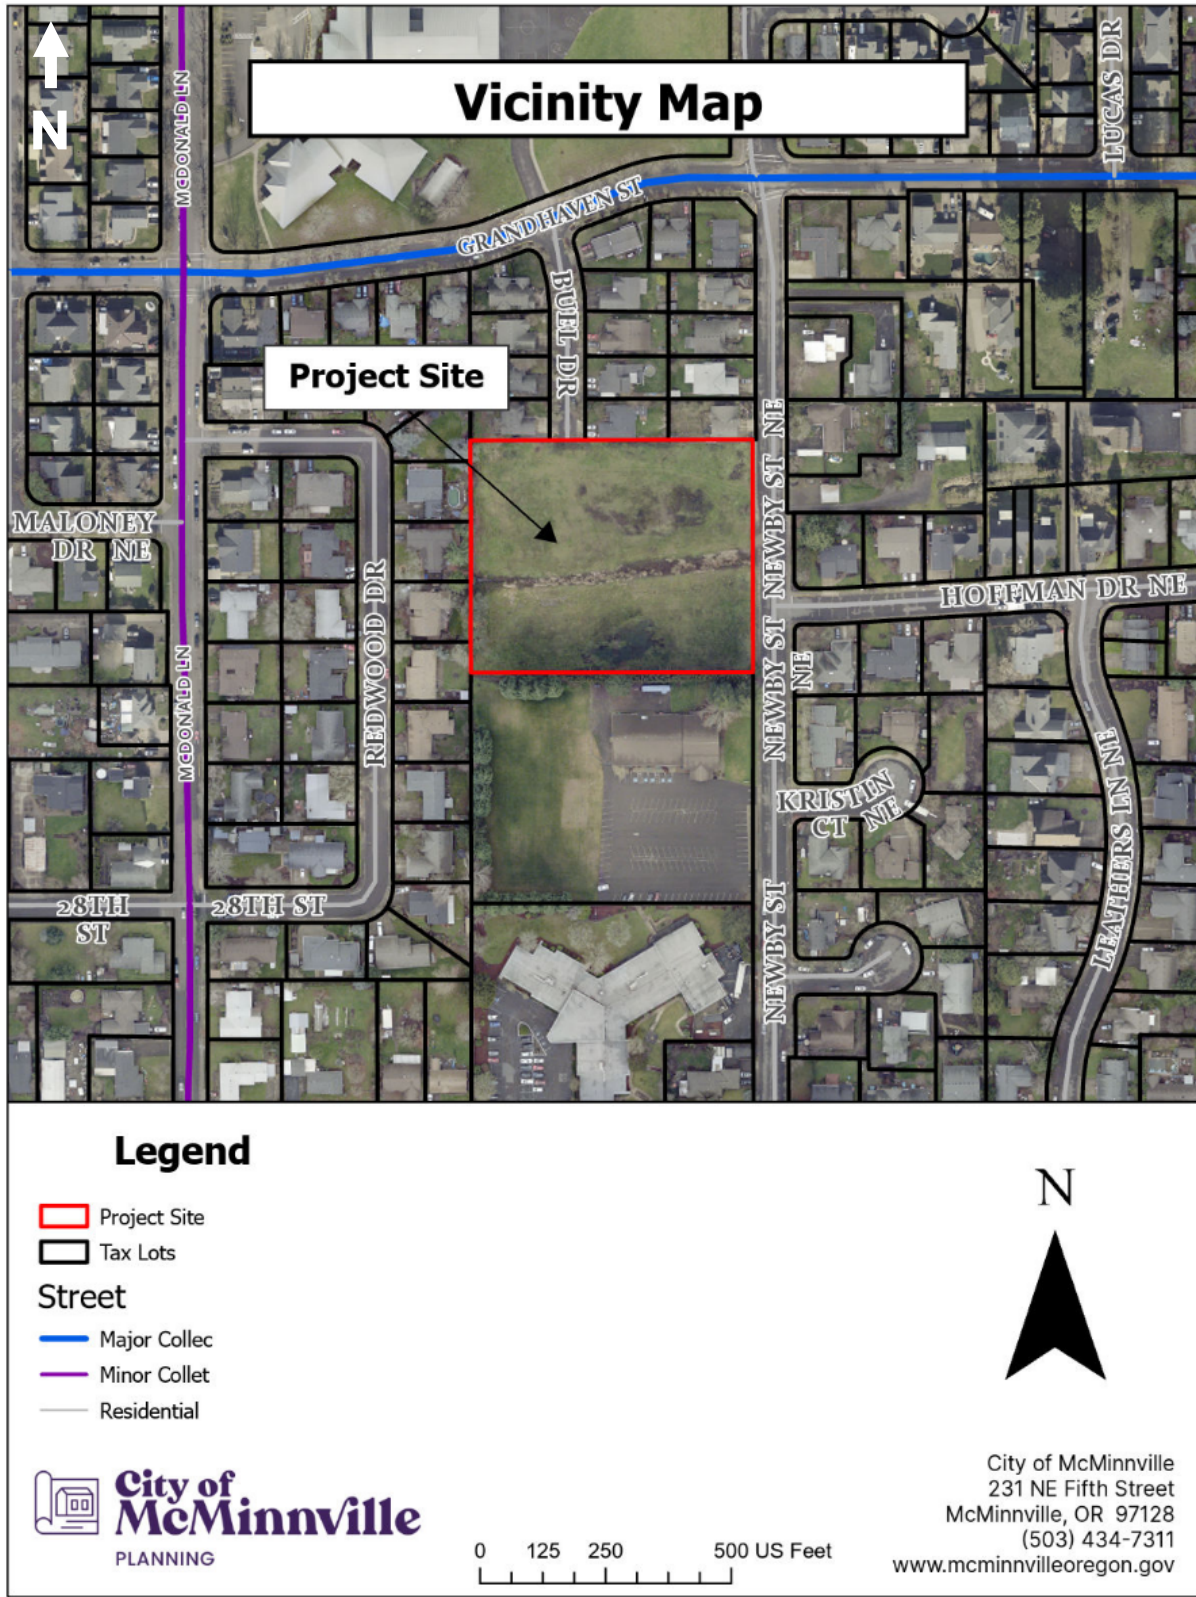 N
Vicinity Map
MCDONALD LN
LUCAS DR
GRANDHAVEN ST
BUEL DR
Project Site
NEWBY ST NE
MALONEY
DR NE
HOFFMAN DR NE
REDWOOD DR
NEWBY ST
NE
MCDONALD LN
KRISTIN
CT NE
LEATHERS LN NE
28TH
ST
28TH ST
NEWBY ST
Legend
Project Site
Tax Lots
Street
Major Collec
Minor Collet
Residential
N
City of
McMinnville
PLANNING
0 125 250 500 US Feet
City of McMinnville
231 NE Fifth Street
McMinnville, OR 97128
(503) 434-7311
www.mcminnvilleoregon.gov